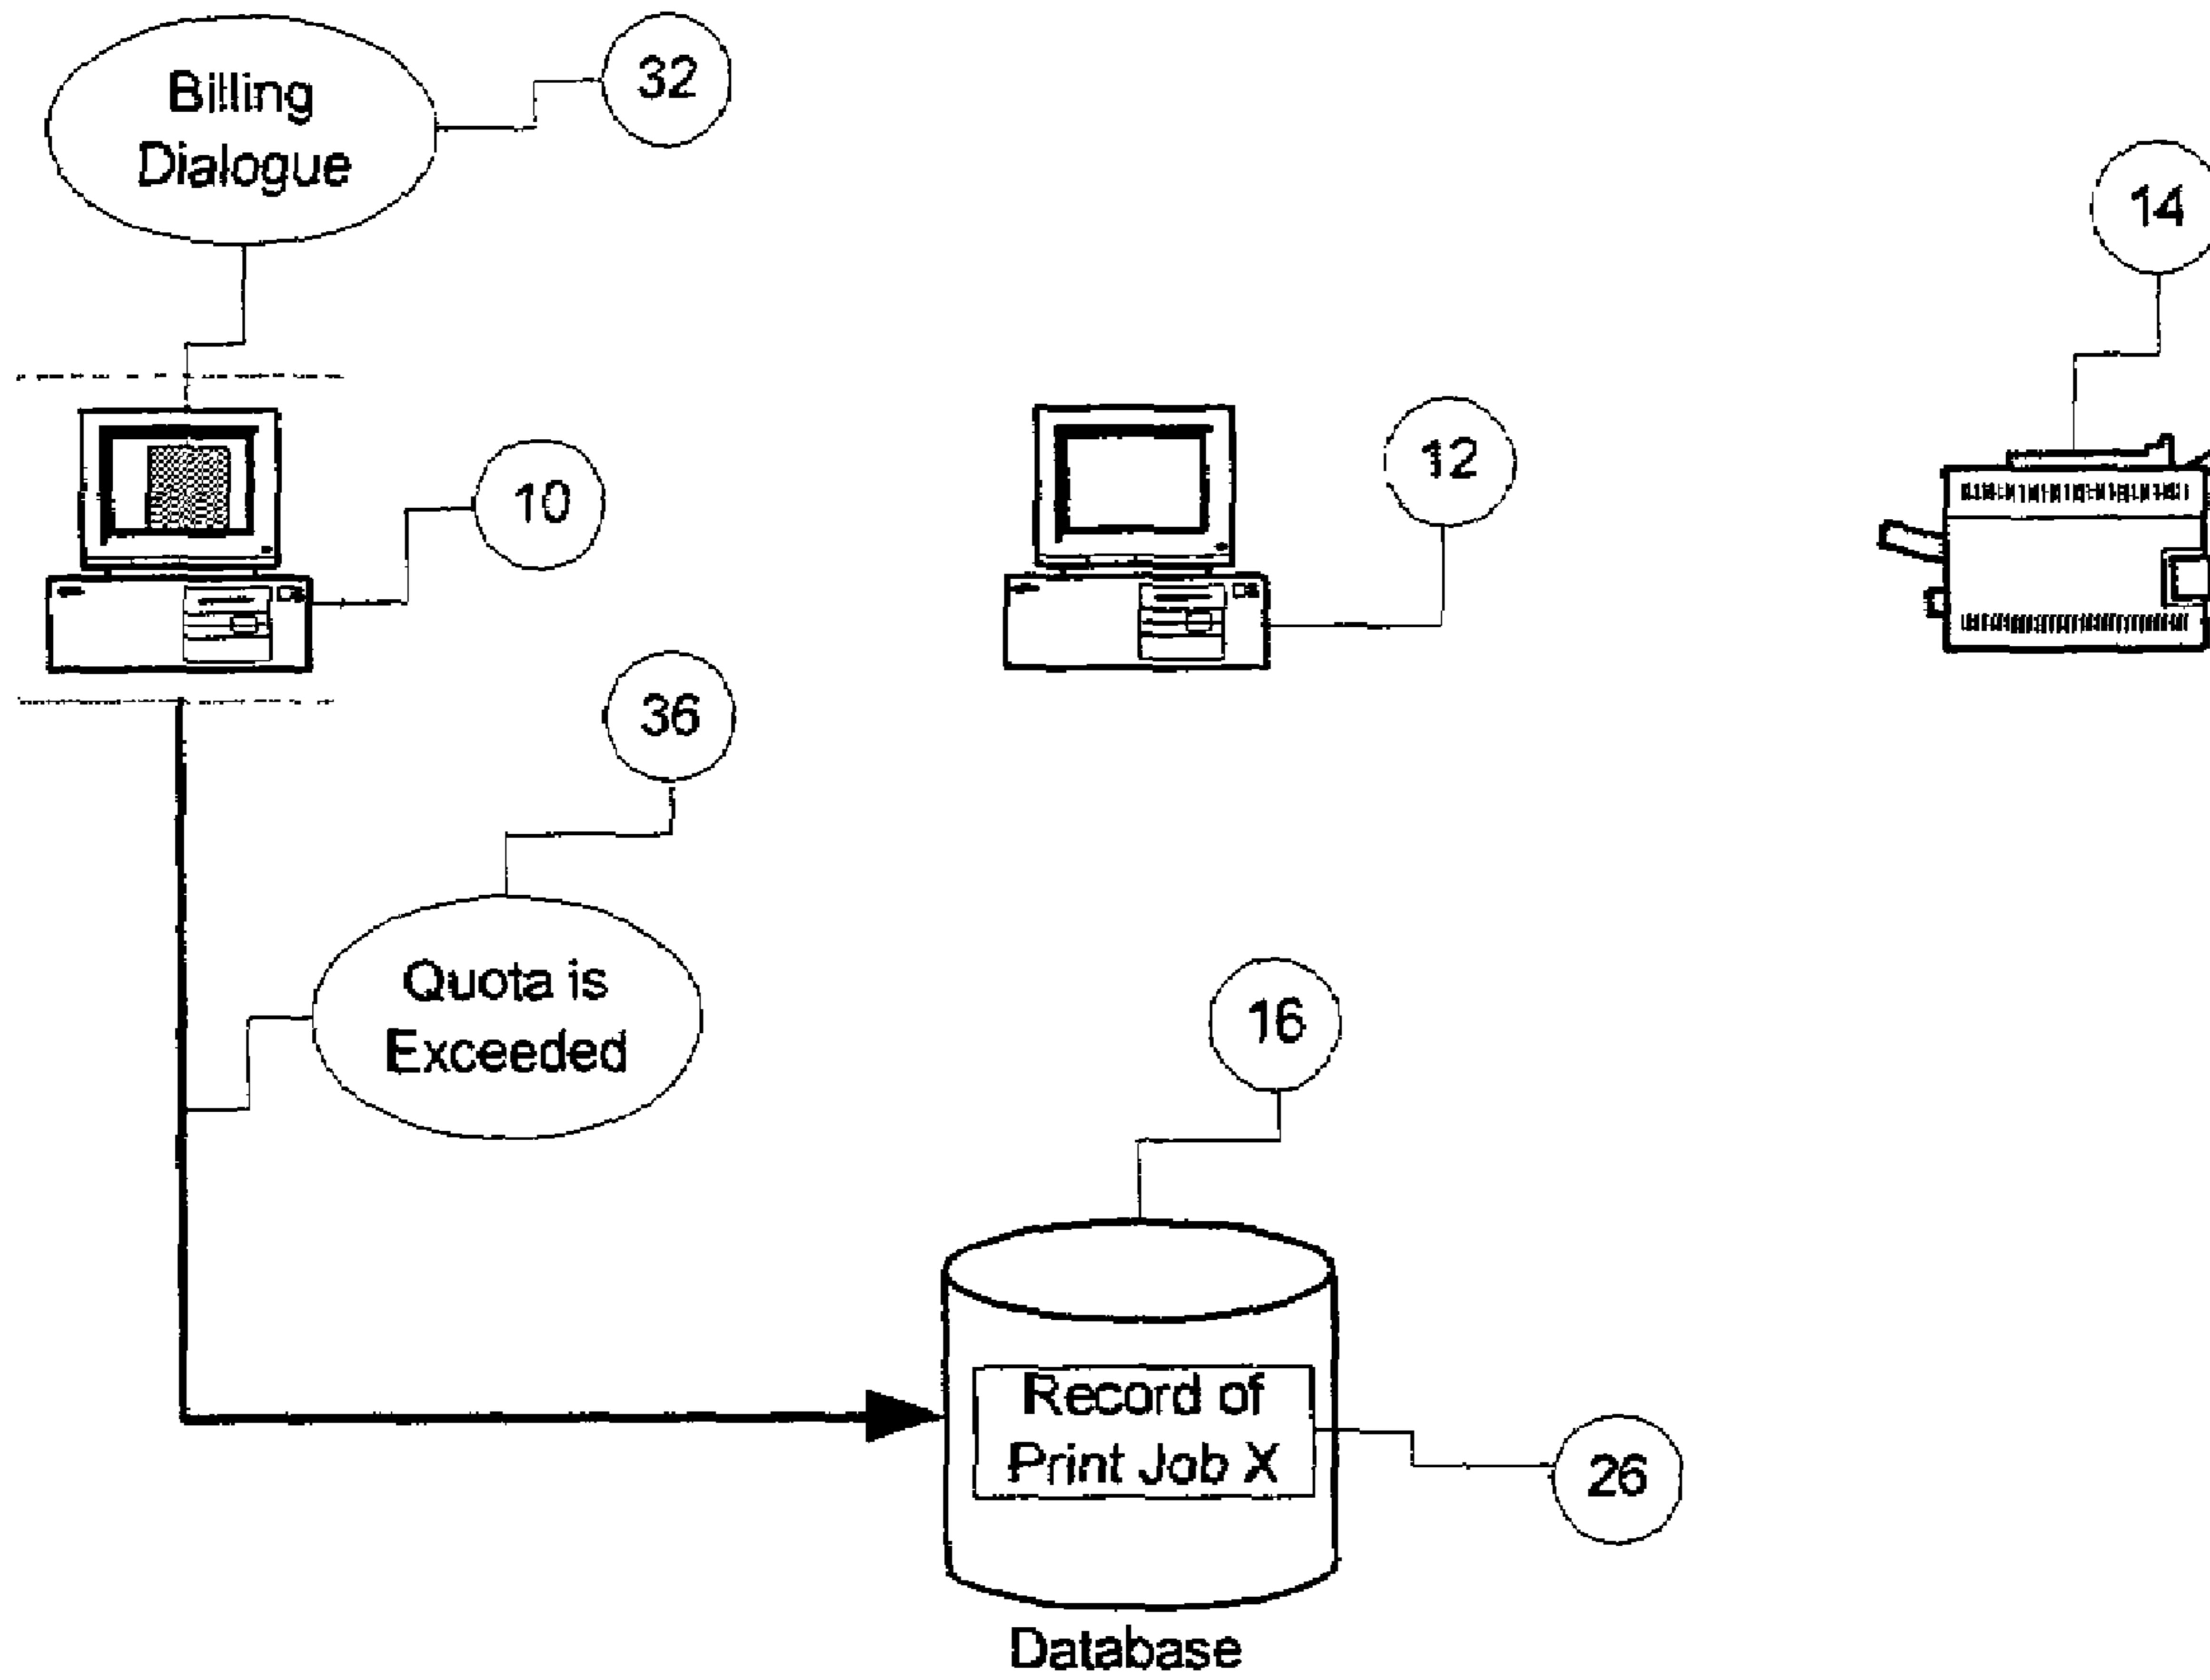 Billing
Dialogue
32
14
10
12
36
Quota is
Exceeded
16
Record of
Print Job X
26
Database